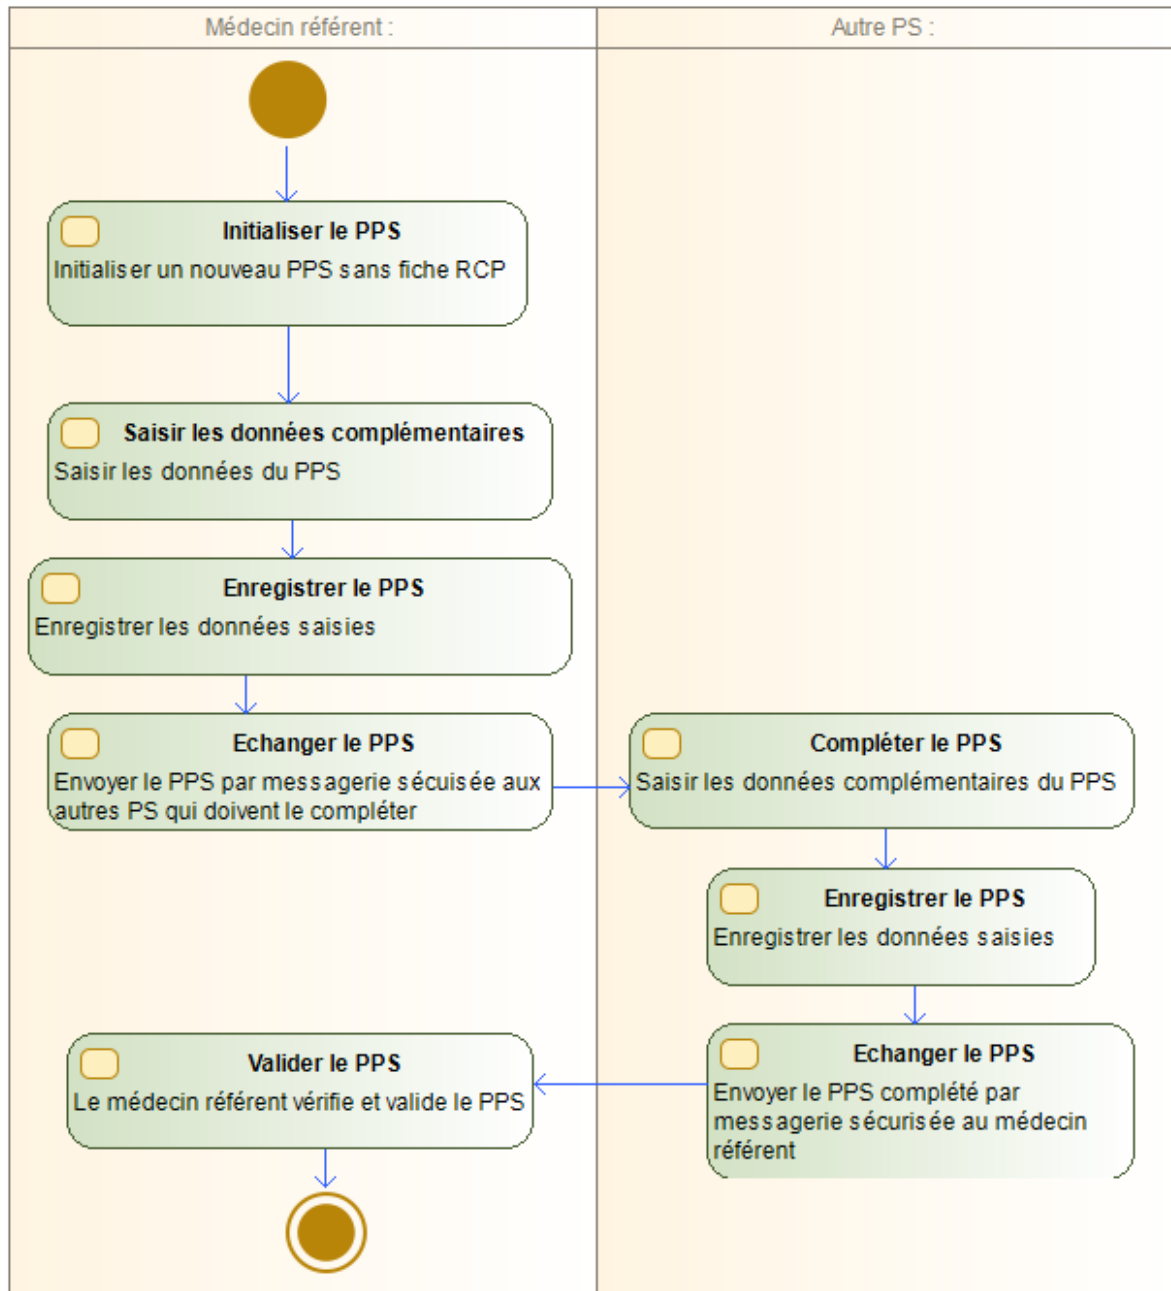 Médecin référent :
Autre PS :
Initialiser le PPS
Initialiser un nouveau PPS sans fiche RCP
Saisir les données complémentaires
Saisir les données du PPS
Enregistrer le PPS
Enregistrer les données saisies
Echanger le PPS
Envoyer le PPS par messagerie sécuisée aux
autres PS qui doivent le compléter
Compléter le PPS
Saisir les données complémentaires du PPS
Enregistrer le PPS
Enregistrer les données saisies
Echanger le PPS
Envoyer le PPS complété par
messagerie sécurisée au médecin
référent
Valider le PPS
Le médecin référent vérifie et valide le PPS